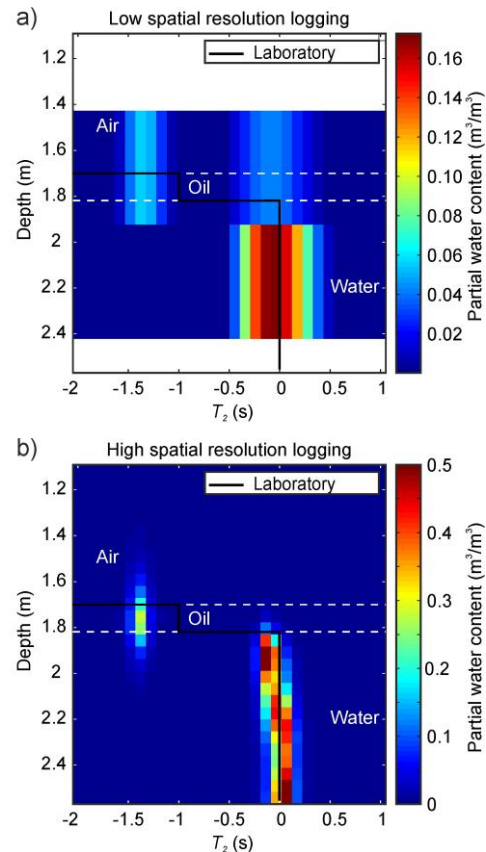 a)
Low spatial resolution logging
Laboratory
Air
Oil
Water
Depth (m)
1.2
1.4
1.6
1.8
2
2.2
2.4
-2
-1.5
-1
-0.5
0
0.5
1
T₂ (s)
0.16
0.14
0.12
0.10
0.08
0.06
0.04
0.02
Partial water content (m³/m³)
b)
High spatial resolution logging
Laboratory
Air
Oil
Water
Depth (m)
1.2
1.4
1.6
1.8
2
2.2
2.4
-2
-1.5
-1
-0.5
0
0.5
1
T₂ (s)
0.5
0.4
0.3
0.2
0.1
0
Partial water content (m³/m³)